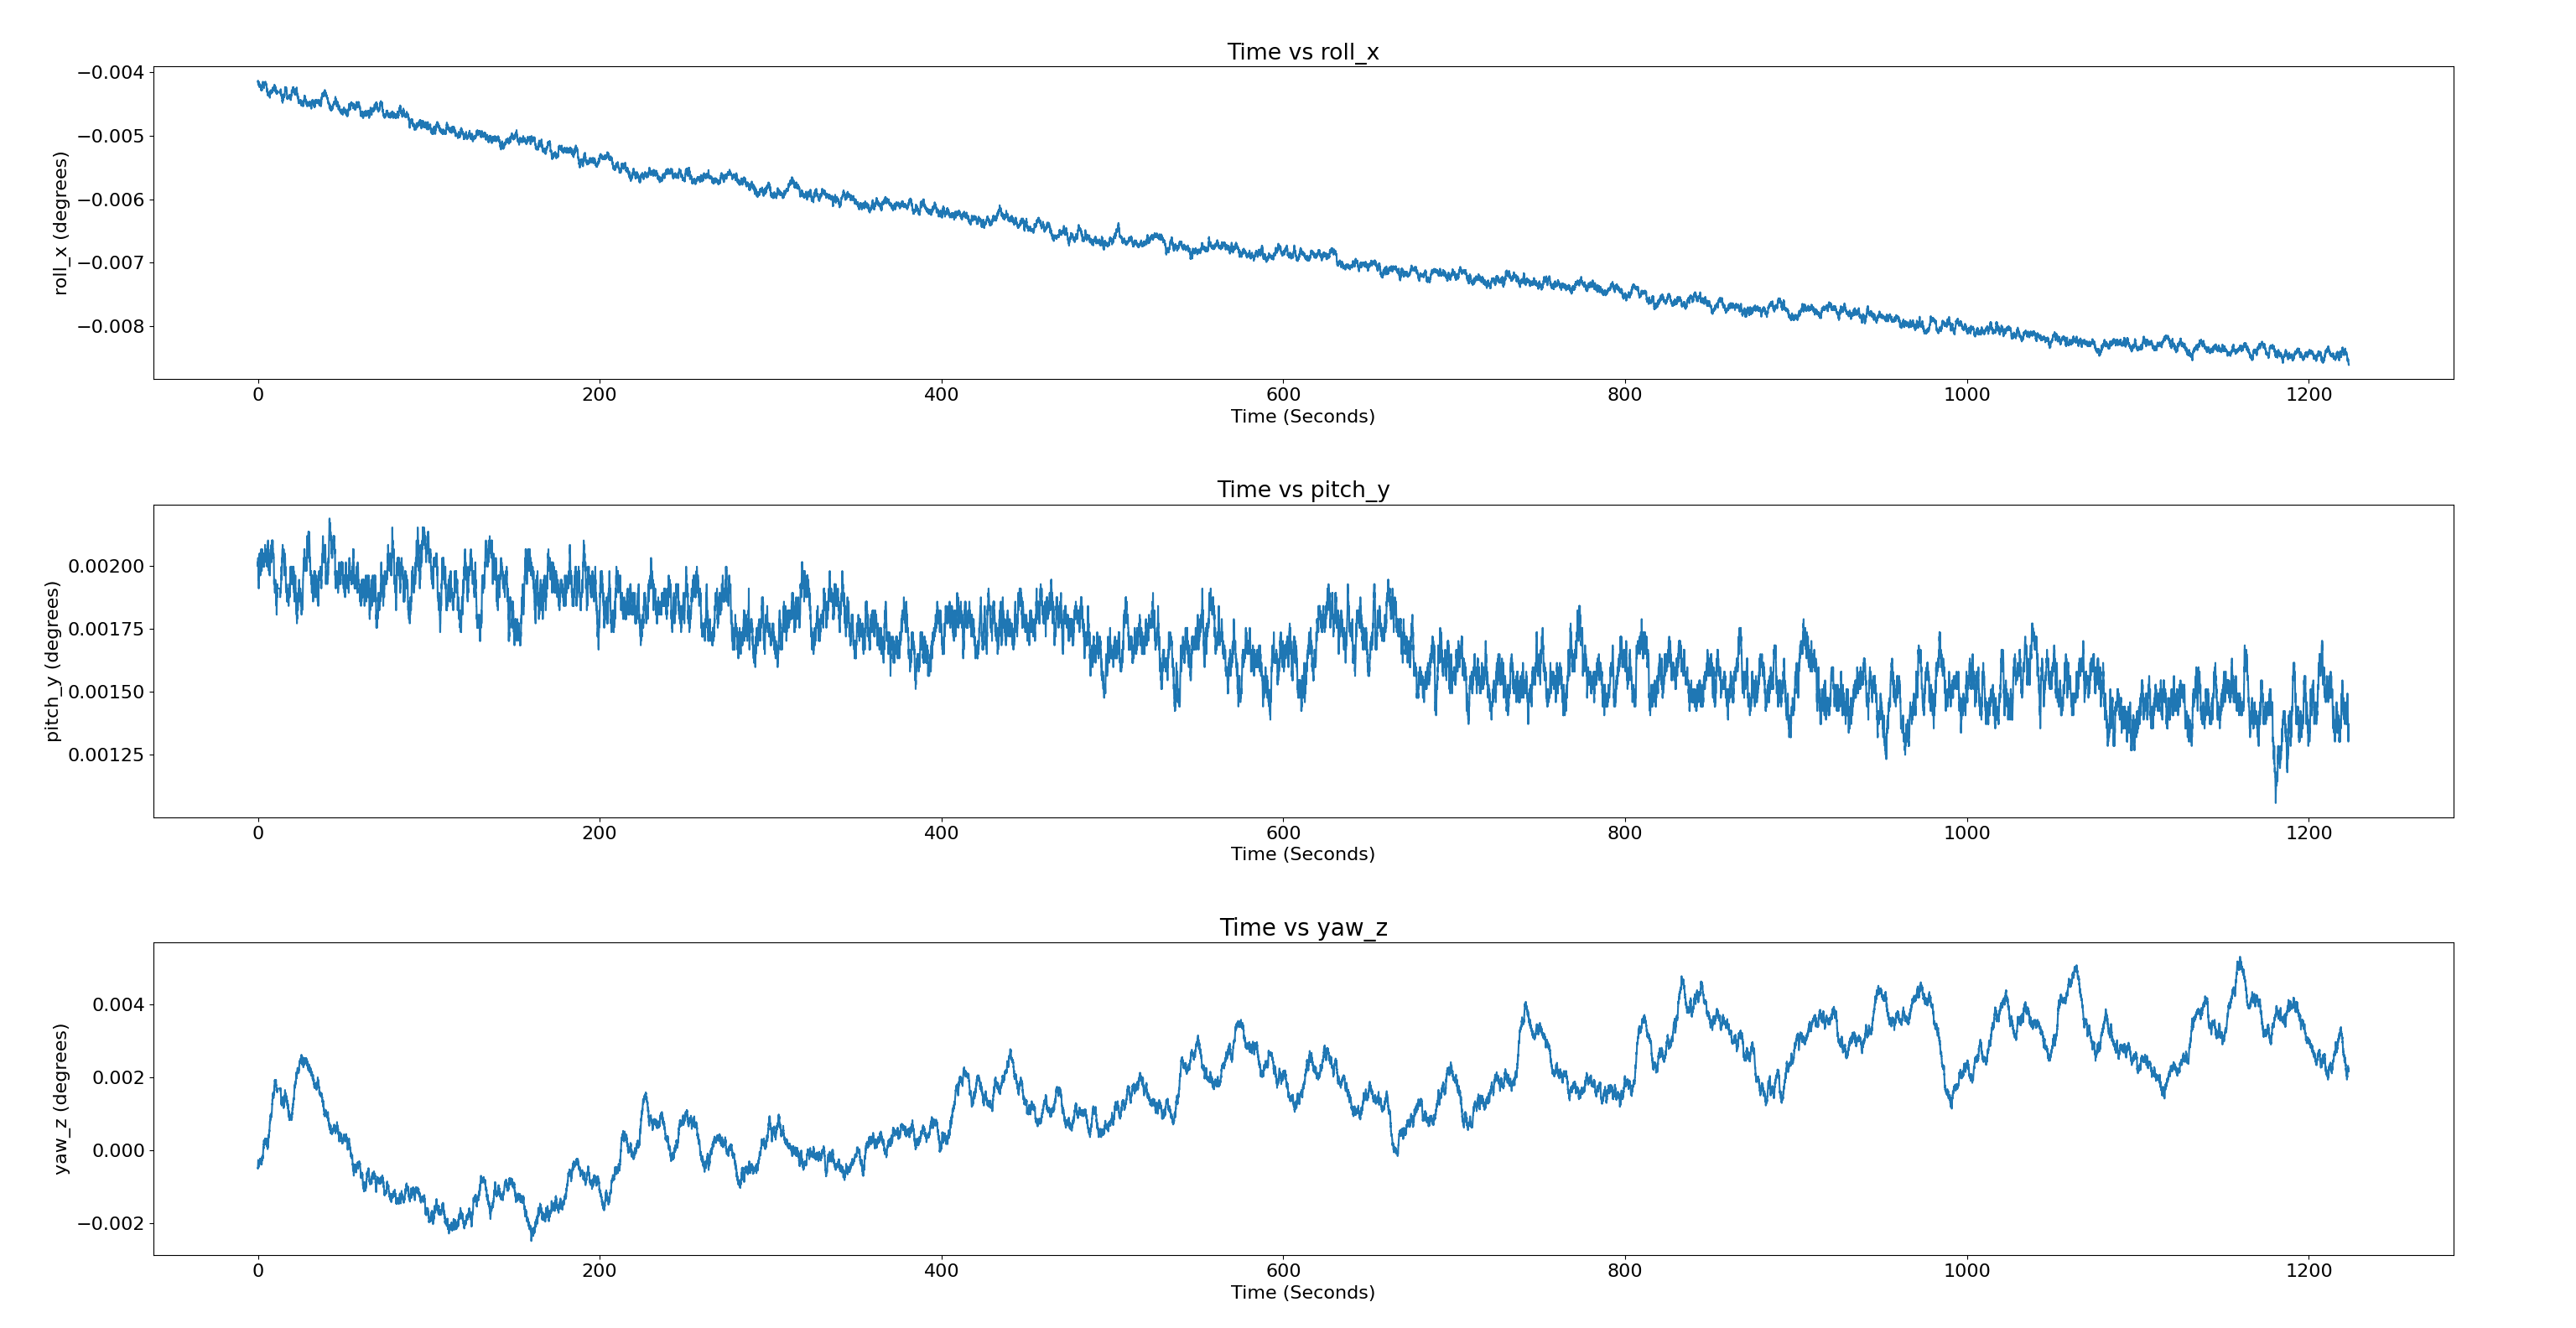 Time vs roll_x
−0.004
−0.005
−0.006
−0.007
−0.008
roll_x (degrees)
0 200 400 600 800 1000 1200
Time (Seconds)
Time vs pitch_y
0.00200
0.00175
0.00150
0.00125
pitch_y (degrees)
0 200 400 600 800 1000 1200
Time (Seconds)
Time vs yaw_z
0.004
0.002
0.000
−0.002
yaw_z (degrees)
0 200 400 600 800 1000 1200
Time (Seconds)